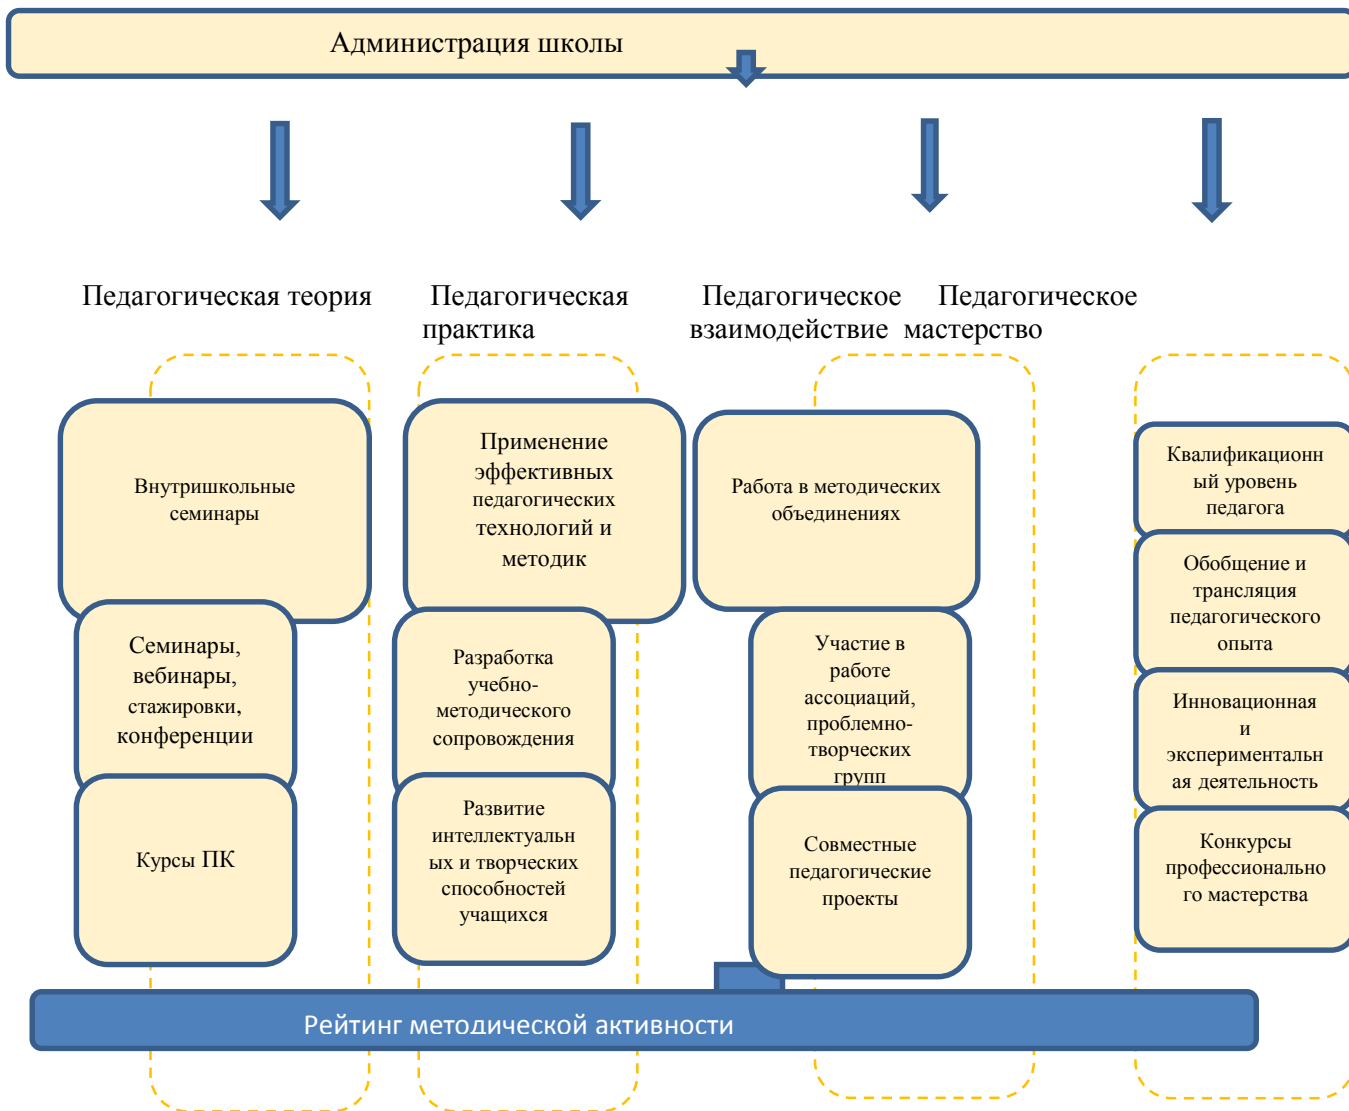 Администрация школы
Педагогическая теория
Педагогическая
практика
Педагогическое
взаимодействие
Педагогическое
мастерство
Внутришкольные
семинары
Семинары,
вебинары,
стажировки,
конференции
Курсы ПК
Применение
эффективных
педагогических
технологий и
методик
Разработка
учебно-
методического
сопровождения
Развитие
интеллектуальн
ых и творческих
способностей
учащихся
Работа в методических
объединениях
Участие в
работе
ассоциаций,
проблемно-
творческих
групп
Совместные
педагогические
проекты
Квалификационн
ый уровень
педагога
Обобщение и
трансляция
педагогического
опыта
Инновационная
и
экспериментальн
ая деятельность
Конкурсы
профессионально
го мастерства
Рейтинг методической активности